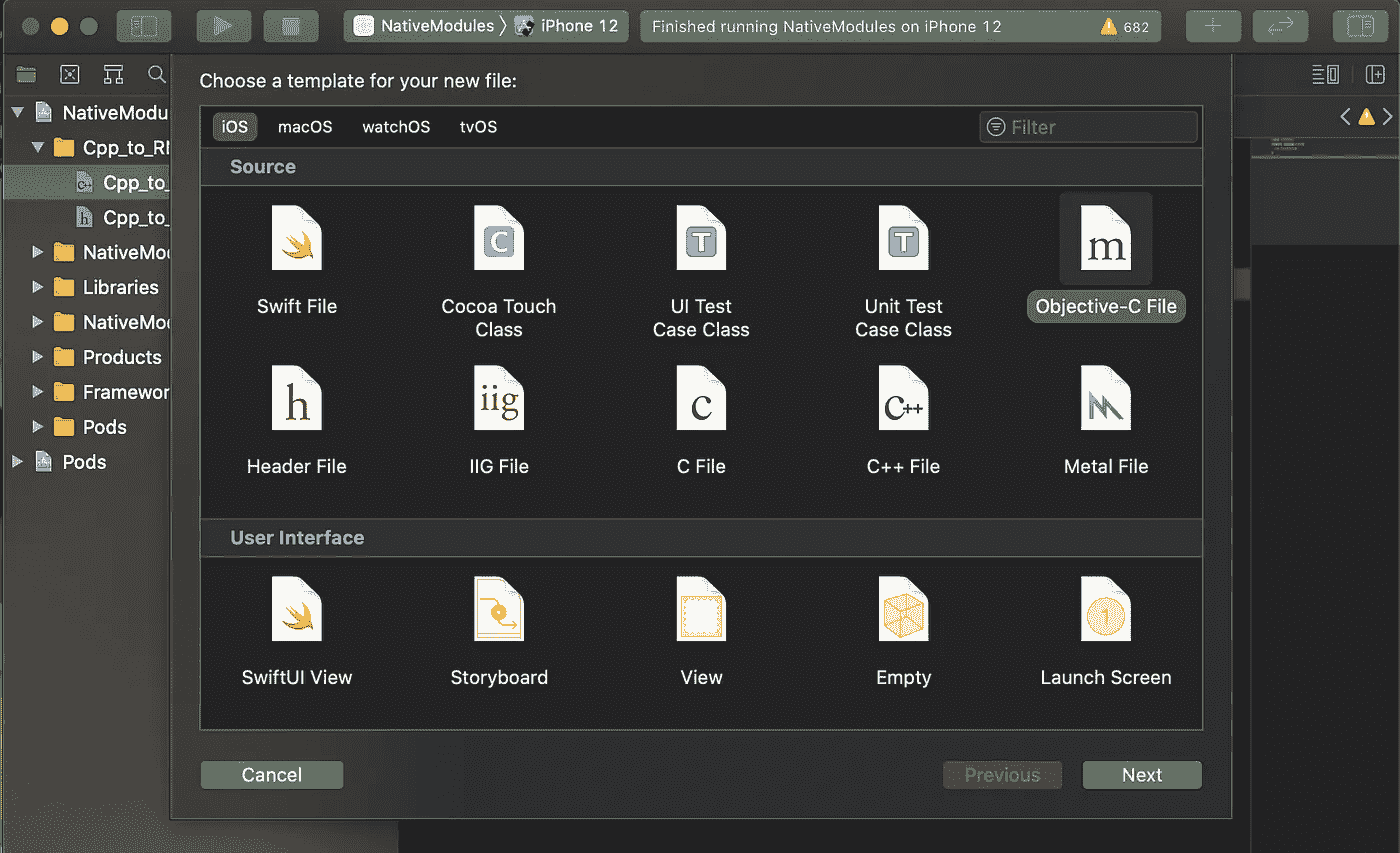 NativeModules 〉 iPhone 12
Finished running NativeModules on iPhone 12
682
Choose a template for your new file:
iOS macOS watchOS tvOS
Filter
NativeModu
Cpp_to_RN
Cpp_to_
Cpp_to_
h
NativeMod
Libraries
NativeMod
Products
Framewor
Pods
Pods
Source
C T T m
Swift File
Cocoa Touch
Class
UI Test
Case Class
Unit Test
Case Class
Objective-C File
h iig c c++
Header File
IIG File
C File
C++ File
Metal File
User Interface
1
SwiftUI View
Storyboard
View
Empty
Launch Screen
Cancel
Previous
Next